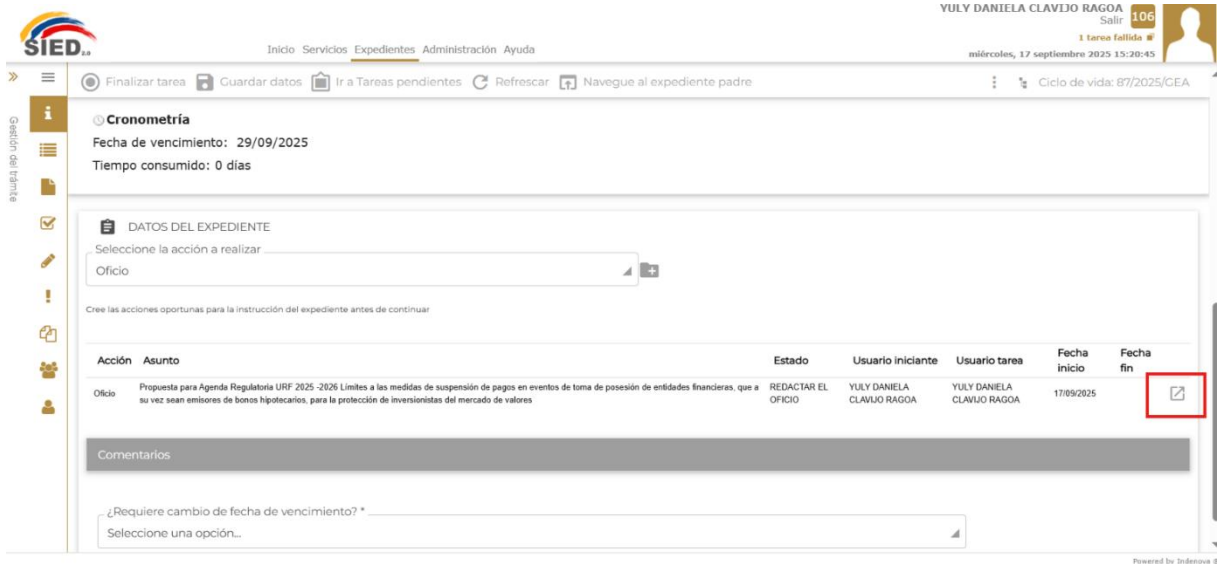 YULY DANIELA CLAVIJO RAGOA
Salir 106
1 tarea fallida
miércoles, 17 septiembre 2025 15:20:45
SIED 2.0
Inicio Servicios Expedientes Administración Ayuda
Finalizar tarea Guardar datos Ir a Tareas pendientes Refrescar Navegue al expediente padre Ciclo de vida: 87/2025/GEA
Gestión del trámite
Cronometría
Fecha de vencimiento: 29/09/2025
Tiempo consumido: 0 días
DATOS DEL EXPEDIENTE
Seleccione la acción a realizar
Oficio
Cree las acciones oportunas para la instrucción del expediente antes de continuar
Acción Asunto Estado Usuario iniciante Usuario tarea Fecha inicio Fecha fin
Oficio Propuesta para Agenda Regulatoria URF 2025 -2026 Límites a las medidas de suspensión de pagos en eventos de toma de posesión de entidades financieras, que a REDACTAR EL YULY DANIELA YULY DANIELA 17/09/2025
su vez sean emisores de bonos hipotecarios, para la protección de inversionistas del mercado de valores OFICIO CLAVIJO RAGOA CLAVIJO RAGOA
Comentarios
¿Requiere cambio de fecha de vencimiento? *
Seleccione una opción...
Powered by Indenova